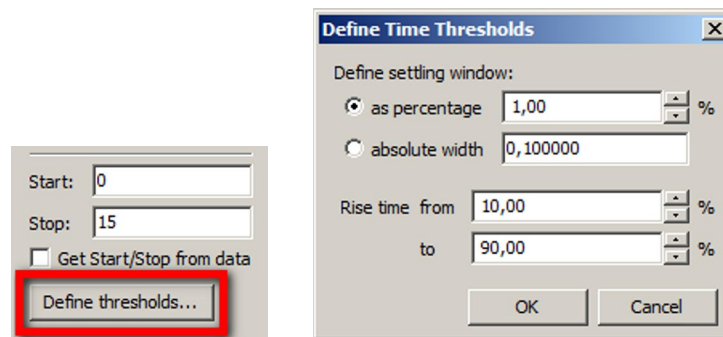 Start: 0
Stop: 15
Get Start/Stop from data
Define thresholds...
Define Time Thresholds
Define settling window:
as percentage 1,00 %
absolute width 0,100000
Rise time from 10,00 %
to 90,00 %
OK Cancel